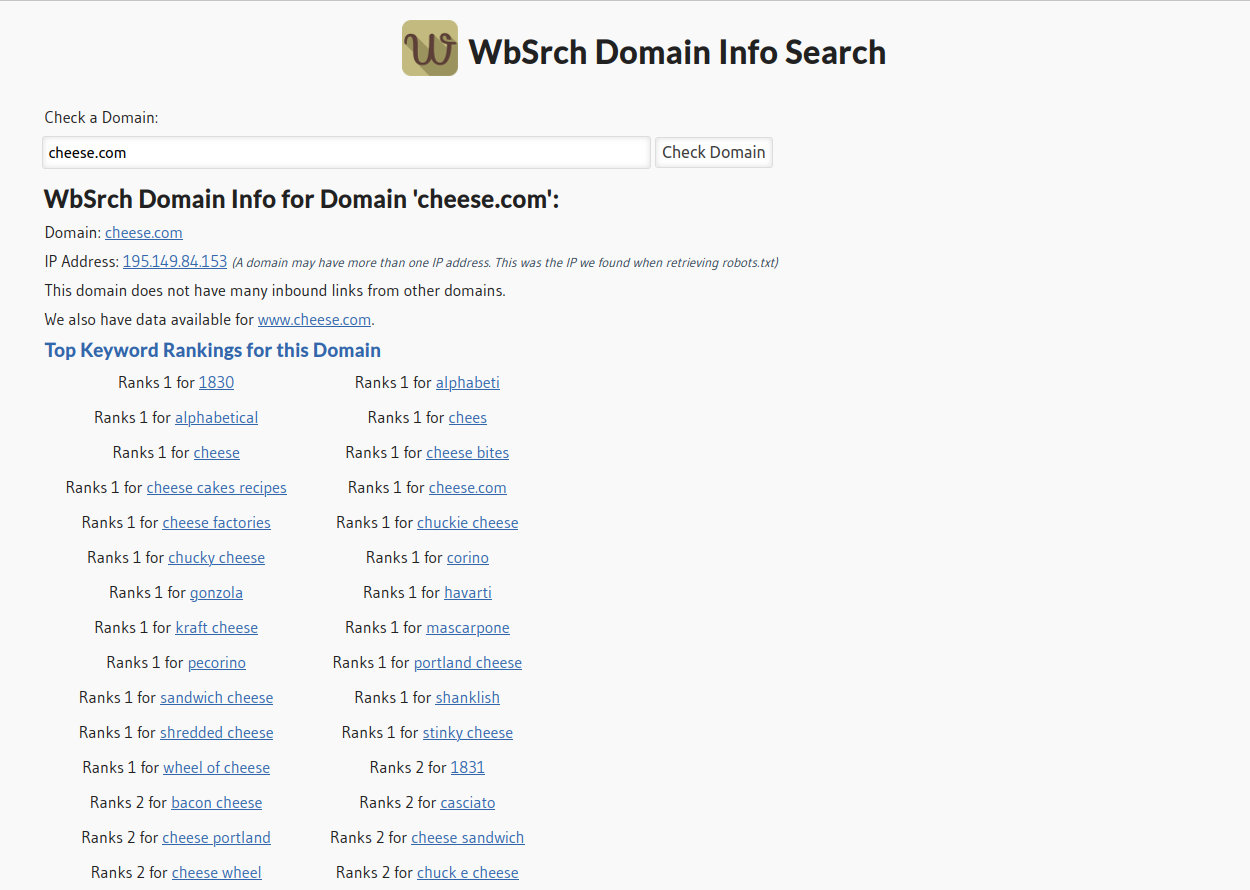 W WbSrch Domain Info Search
Check a Domain:
cheese.com Check Domain
WbSrch Domain Info for Domain 'cheese.com':
Domain: cheese.com
IP Address: 195.149.84.153 (A domain may have more than one IP address. This was the IP we found when retrieving robots.txt)
This domain does not have many inbound links from other domains.
We also have data available for www.cheese.com.
Top Keyword Rankings for this Domain
Ranks 1 for 1830 Ranks 1 for alphabeti
Ranks 1 for alphabetical Ranks 1 for chees
Ranks 1 for cheese Ranks 1 for cheese bites
Ranks 1 for cheese cakes recipes Ranks 1 for cheese.com
Ranks 1 for cheese factories Ranks 1 for chuckie cheese
Ranks 1 for chucky cheese Ranks 1 for corino
Ranks 1 for gonzola Ranks 1 for havarti
Ranks 1 for kraft cheese Ranks 1 for mascarpone
Ranks 1 for pecorino Ranks 1 for portland cheese
Ranks 1 for sandwich cheese Ranks 1 for shanklish
Ranks 1 for shredded cheese Ranks 1 for stinky cheese
Ranks 1 for wheel of cheese Ranks 2 for 1831
Ranks 2 for bacon cheese Ranks 2 for casciato
Ranks 2 for cheese portland Ranks 2 for cheese sandwich
Ranks 2 for cheese wheel Ranks 2 for chuck e cheese